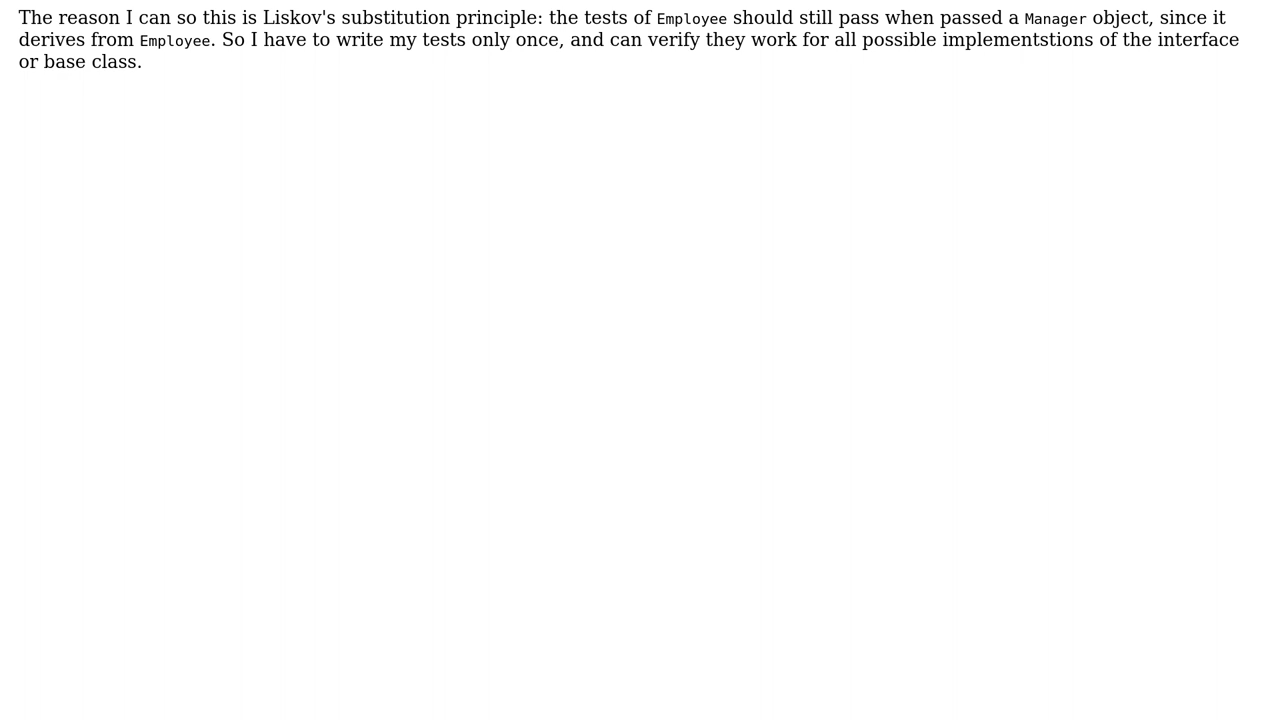 The reason I can so this is Liskov's substitution principle: the tests of Employee should still pass when passed a Manager object, since it
derives from Employee. So I have to write my tests only once, and can verify they work for all possible implementstions of the interface
or base class.